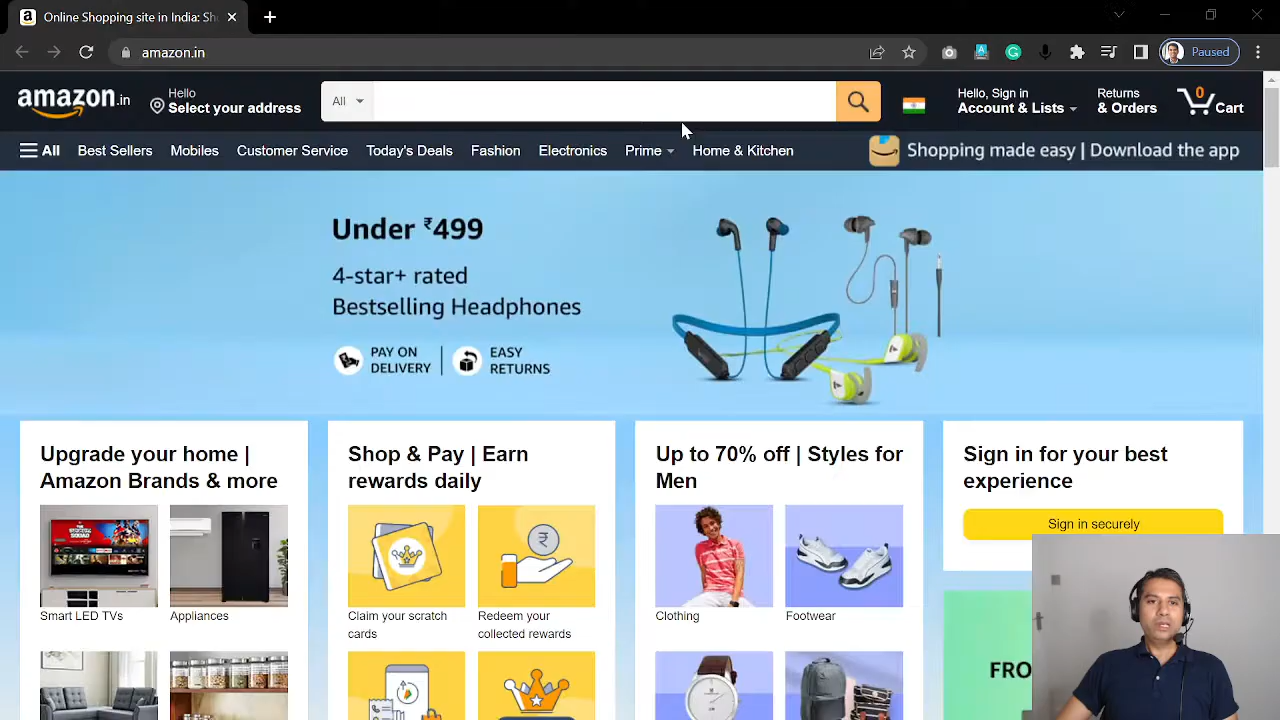 Online Shopping site in India: Sho
amazon.in
Paused
amazon.in
Hello
Select your address
All
Hello, Sign in
Account & Lists
Returns
& Orders
0
Cart
All
Best Sellers
Mobiles
Customer Service
Today's Deals
Fashion
Electronics
Prime
Home & Kitchen
Shopping made easy | Download the app
Under ₹499
4-star+ rated
Bestselling Headphones
PAY ON
DELIVERY
EASY
RETURNS
Upgrade your home |
Amazon Brands & more
Smart LED TVs
Appliances
Shop & Pay | Earn
rewards daily
Claim your scratch
cards
Redeem your
collected rewards
Up to 70% off | Styles for
Men
Clothing
Footwear
Sign in for your best
experience
Sign in securely
FRO